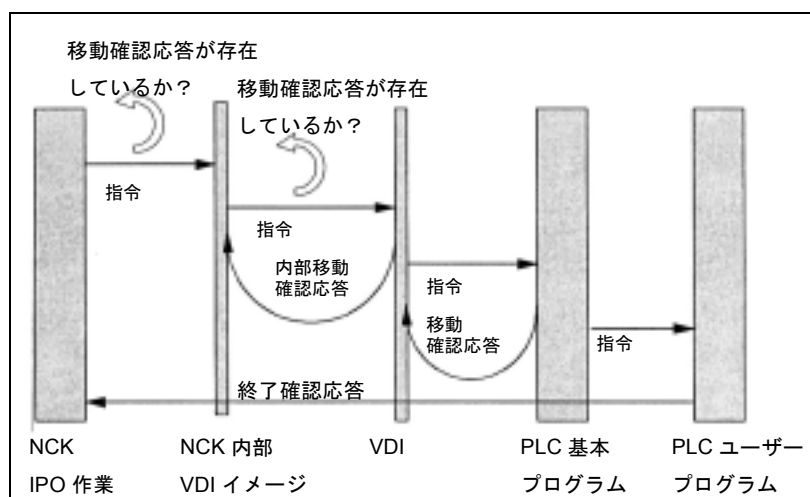 移動確認応答が存在
しているか？
移動確認応答が存在
しているか？
指令
指令
内部移動
確認応答
指令
移動
確認応答
指令
終了確認応答
NCK
IPO 作業
NCK 内部
VDI イメージ
VDI
PLC 基本
プログラム
PLC ユーザー
プログラム